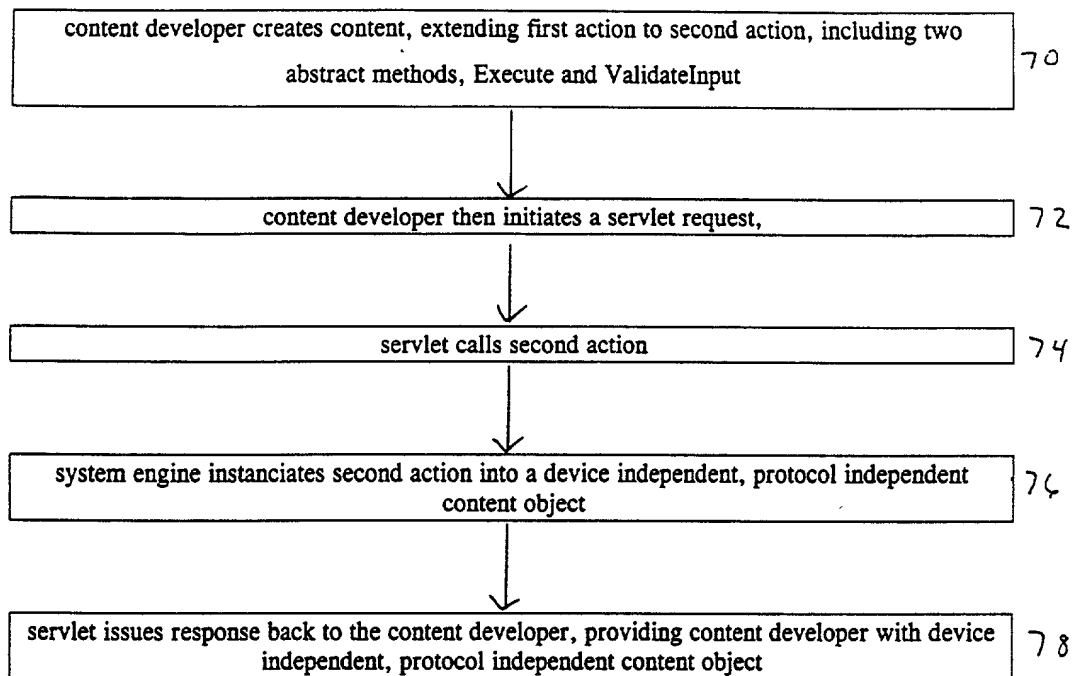 content developer creates content, extending first action to second action, including two
abstract methods, Execute and ValidateInput
70
content developer then initiates a servlet request,
72
servlet calls second action
74
system engine instanciates second action into a device independent, protocol independent
content object
76
servlet issues response back to the content developer, providing content developer with device
independent, protocol independent content object
78